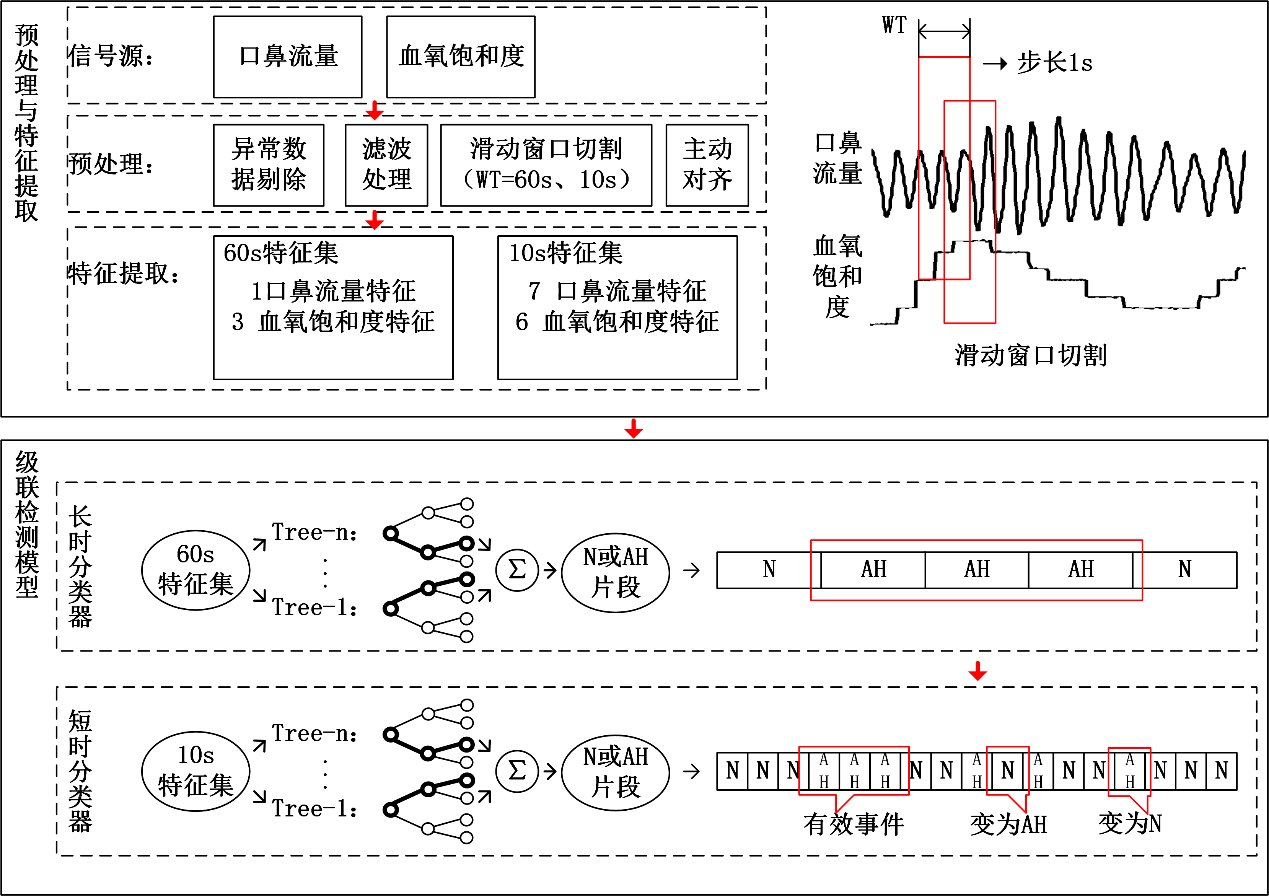 预处理与特征提取
信号源：
口鼻流量
血氧饱和度
预处理：
异常数
据剔除
滤波
处理
滑动窗口切割
（WT=60s、10s）
主动
对齐
特征提取：
60s特征集
1口鼻流量特征
3 血氧饱和度特征
10s特征集
7 口鼻流量特征
6 血氧饱和度特征
WT
步长1s
口鼻
流量
血氧
饱和
度
滑动窗口切割
级联检测模型
长时分类器
60s
特征集
Tree-n：
Tree-1：
Σ
N或AH
片段
N AH AH AH N
短时分类器
10s
特征集
Tree-n：
Tree-1：
Σ
N或AH
片段
N N N AH AH AH N N AH N AH N N AH N N N
有效事件
变为AH
变为N